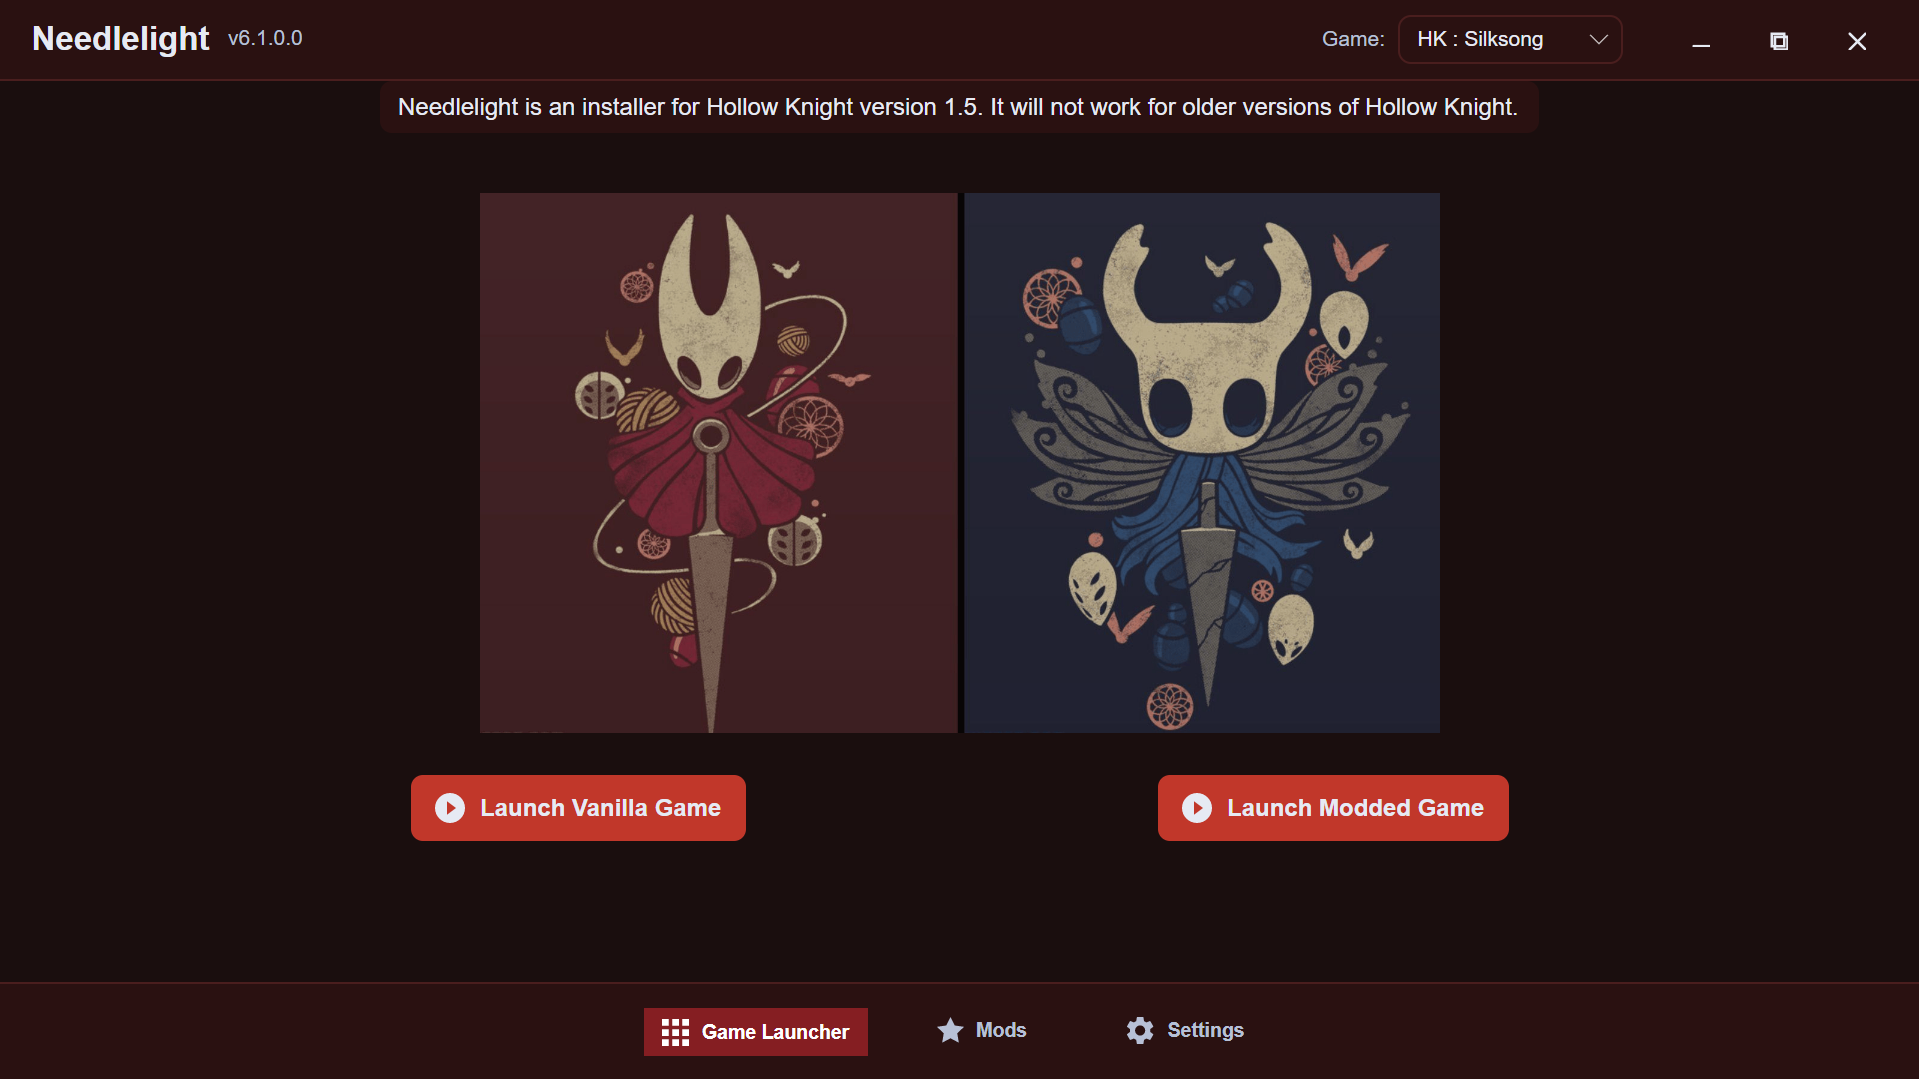 Needlelight v6.1.0.0
Game: HK : Silksong
Needlelight is an installer for Hollow Knight version 1.5. It will not work for older versions of Hollow Knight.
Launch Vanilla Game
Launch Modded Game
Game Launcher
Mods
Settings